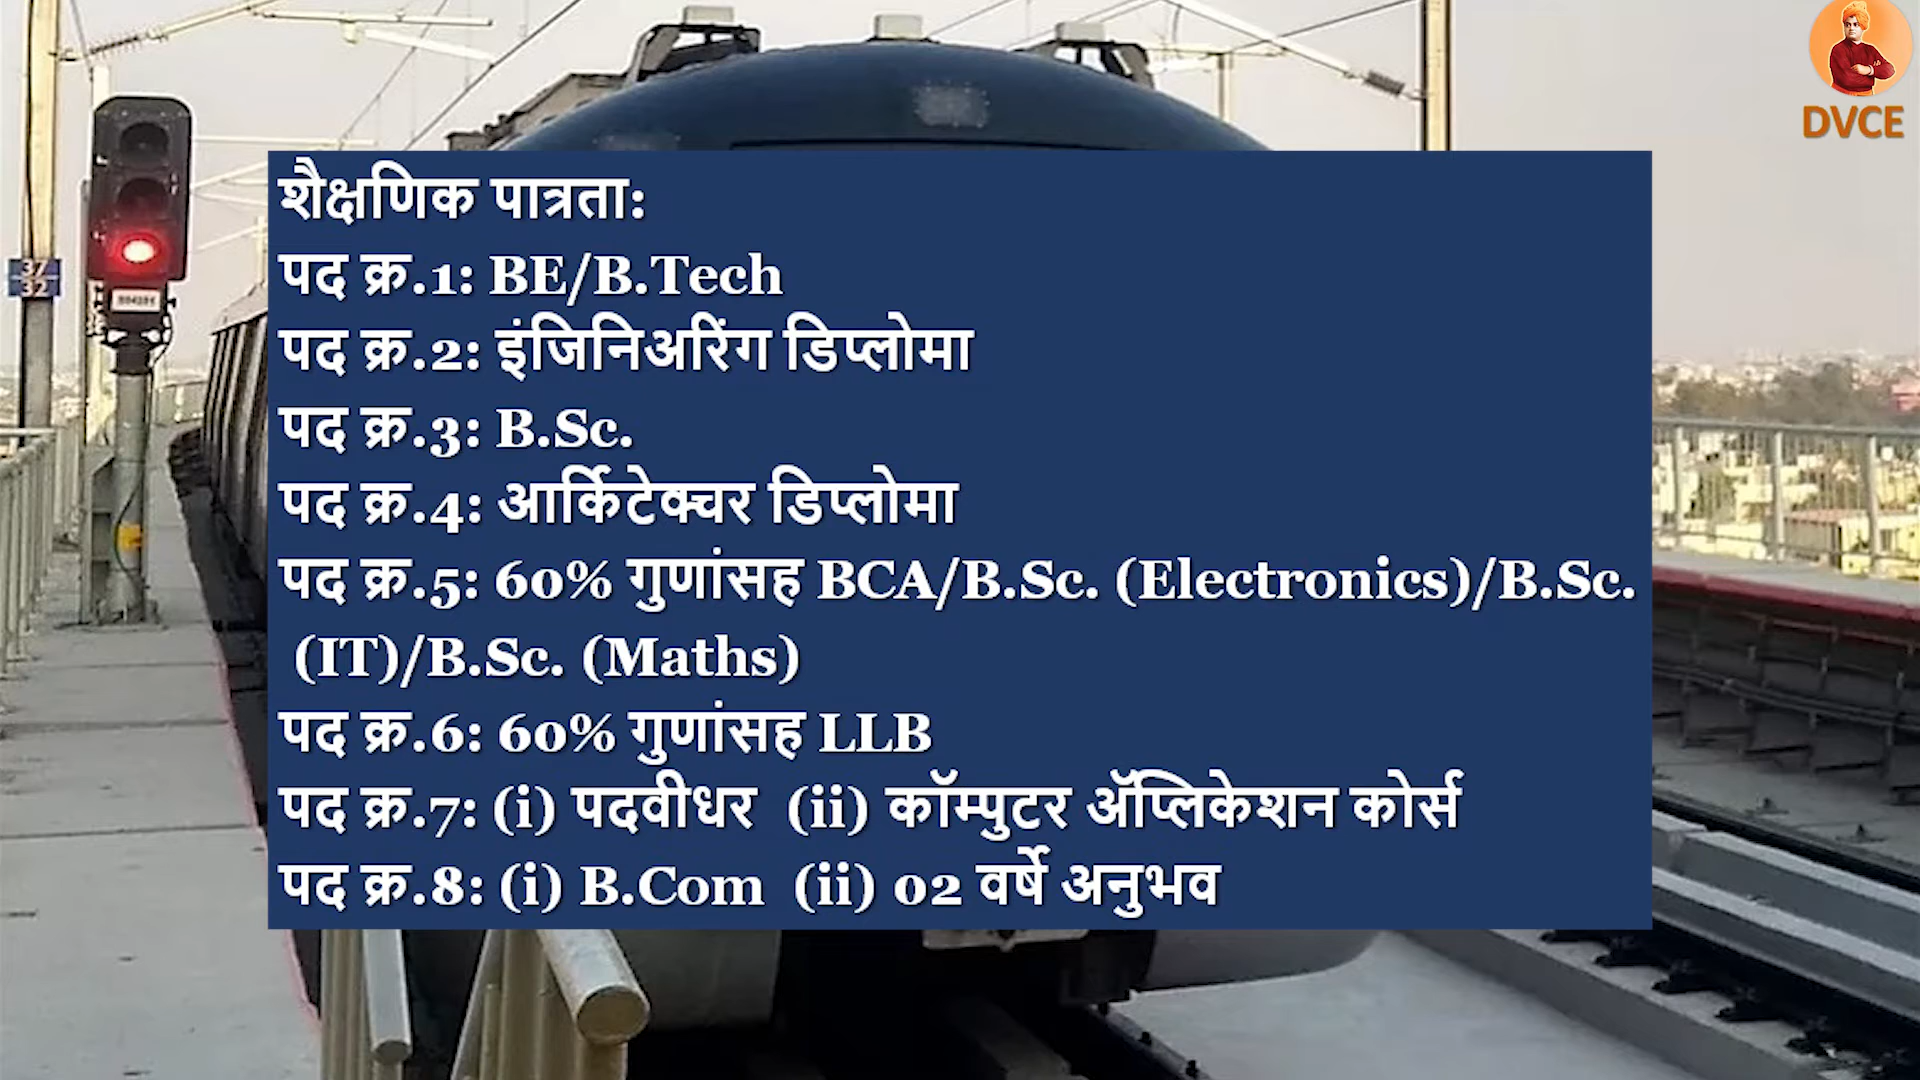 DVCE
37
32
शैक्षणिक पात्रता:
पद क्र.1: BE/B.Tech
पद क्र.2: इंजिनिअरिंग डिप्लोमा
पद क्र.3: B.Sc.
पद क्र.4: आर्किटेक्चर डिप्लोमा
पद क्र.5: 60% गुणांसह BCA/B.Sc. (Electronics)/B.Sc.
(IT)/B.Sc. (Maths)
पद क्र.6: 60% गुणांसह LLB
पद क्र.7: (i) पदवीधर (ii) कॉम्पुटर ॲप्लिकेशन कोर्स
पद क्र.8: (i) B.Com (ii) 02 वर्षे अनुभव